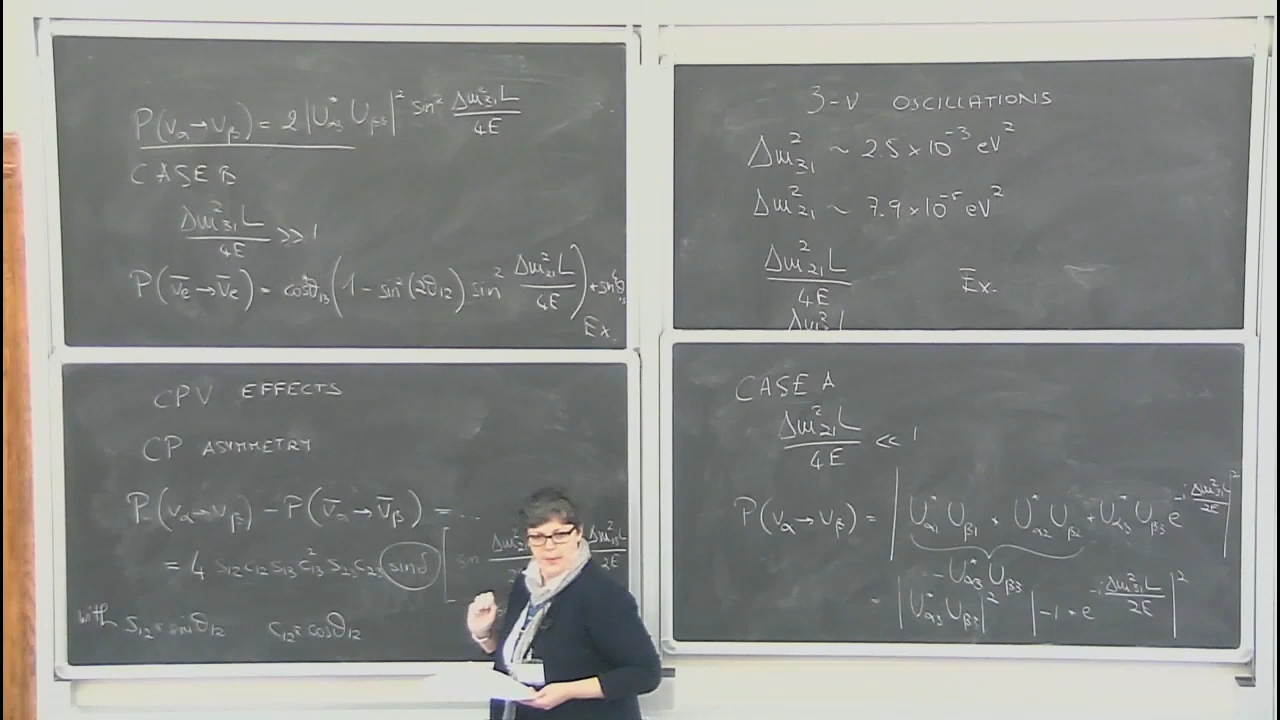 P(ν_α→ν_β) = 2|U*_α3 U_β3|² sin² Δm²_31 L / 4E
CASE B
Δm²_31 L / 4E >> 1
P(ν̄_e→ν̄_e) = cos⁴θ_13 (1 - sin²(2θ_12) sin² Δm²_21 L / 4E) + sin⁴θ_13
Ex.
CPV EFFECTS
CP ASYMMETRY
P(ν_α→ν_β) - P(ν̄_α→ν̄_β) = ...
= 4 s_12 c_12 s_13 c²_13 s_23 c_23 sinδ [ sin
with s_12 = sinθ_12 c_12 = cosθ_12
3-ν OSCILLATIONS
Δm²_31 ~ 2.5 × 10⁻³ eV²
Δm²_21 ~ 7.9 × 10⁻⁵ eV²
Δm²_21 L / 4E Ex.
Δm²_31 L
CASE A
Δm²_21 L / 4E << 1
P(ν_α→ν_β) = | U*_α1 U_β1 + U*_α2 U_β2 + U*_α3 U_β3 e^{-i Δm²_31 L / 2E} |²
- U*_α3 U_β3
= |U*_α3 U_β3|² | -1 + e^{-i Δm²_31 L / 2E} |²